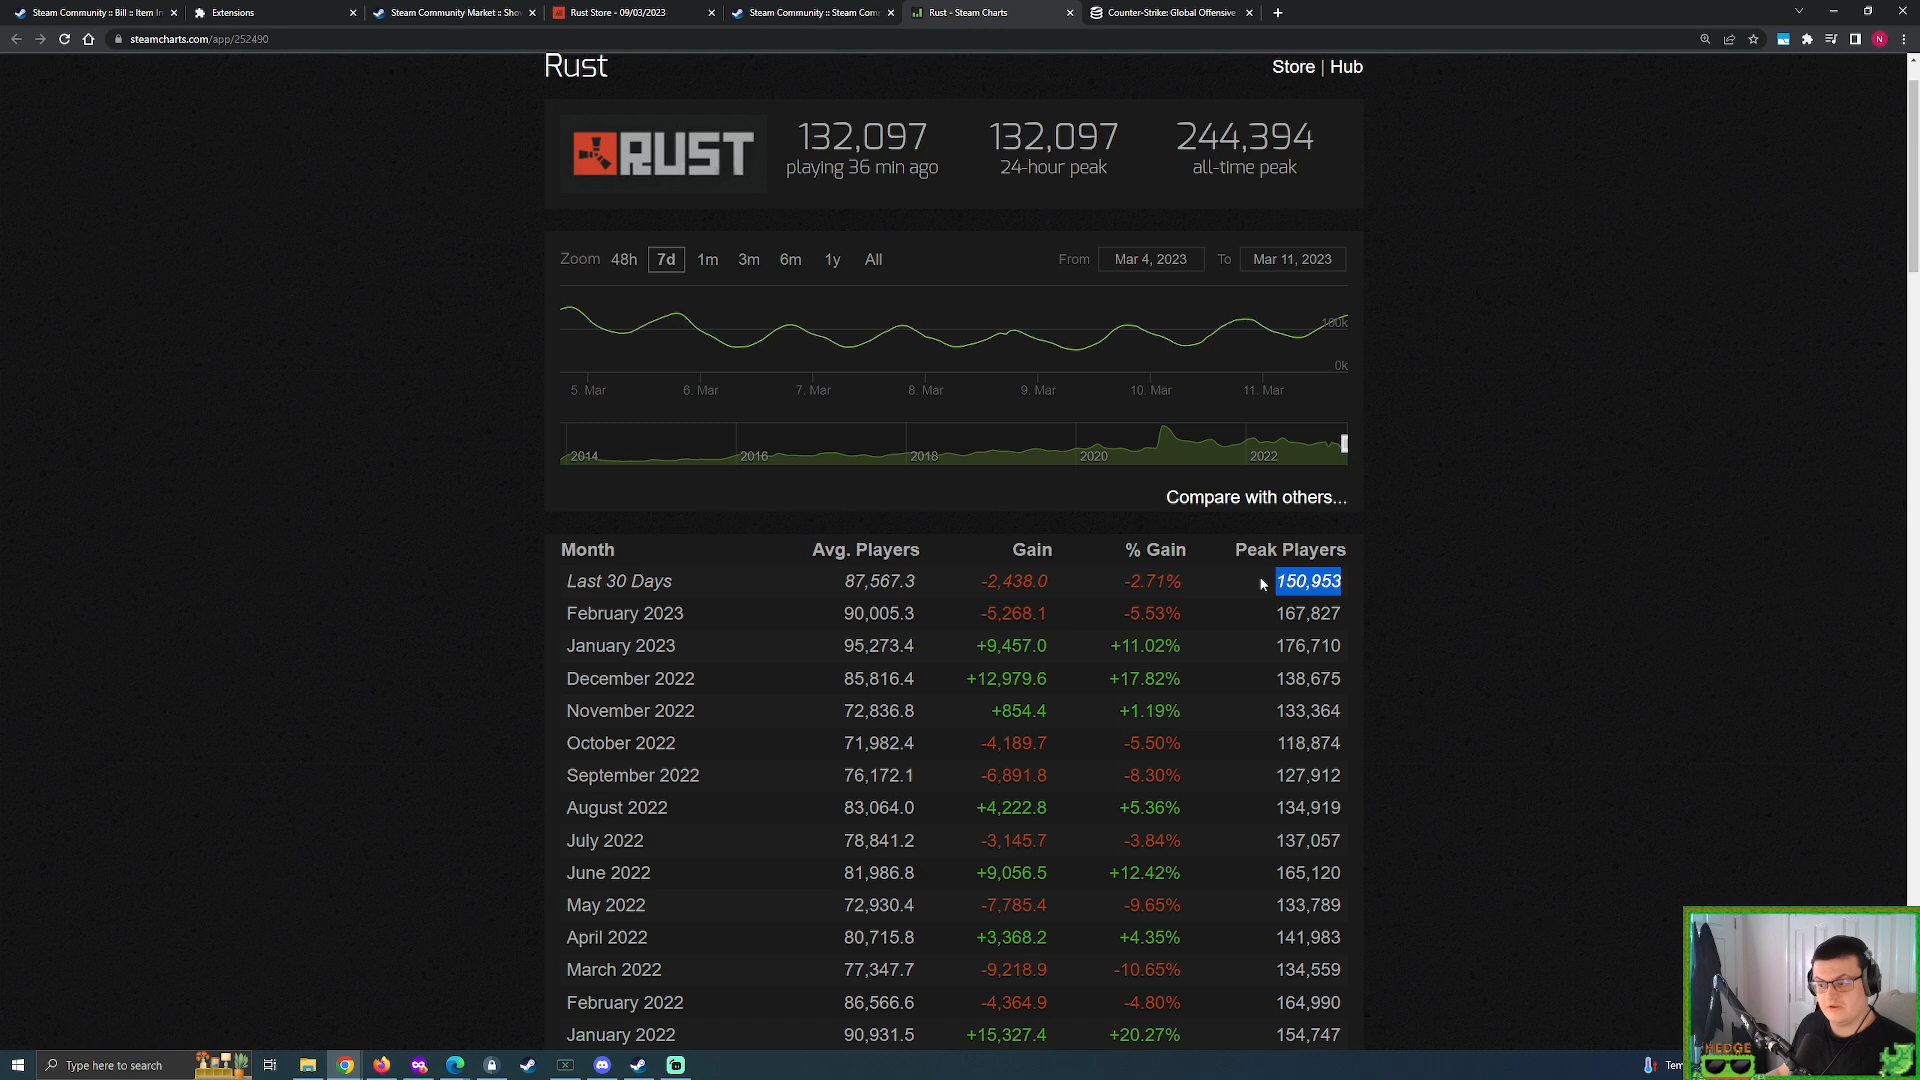 Steam Community :: Bill :: Item In
Extensions
Steam Community Market :: Sho
Rust Store - 09/03/2023
Steam Community :: Steam Com
Rust - Steam Charts
Counter-Strike: Global Offensive
steamcharts.com/app/252490
N
Rust
Store | Hub
RUST
132,097
playing 36 min ago
132,097
24-hour peak
244,394
all-time peak
Zoom 48h 7d 1m 3m 6m 1y All
From Mar 4, 2023 To Mar 11, 2023
100k
0k
5. Mar 6. Mar 7. Mar 8. Mar 9. Mar 10. Mar 11. Mar
2014 2016 2018 2020 2022
Compare with others...
Month Avg. Players Gain % Gain Peak Players
Last 30 Days 87,567.3 -2,438.0 -2.71% 150,953
February 2023 90,005.3 -5,268.1 -5.53% 167,827
January 2023 95,273.4 +9,457.0 +11.02% 176,710
December 2022 85,816.4 +12,979.6 +17.82% 138,675
November 2022 72,836.8 +854.4 +1.19% 133,364
October 2022 71,982.4 -4,189.7 -5.50% 118,874
September 2022 76,172.1 -6,891.8 -8.30% 127,912
August 2022 83,064.0 +4,222.8 +5.36% 134,919
July 2022 78,841.2 -3,145.7 -3.84% 137,057
June 2022 81,986.8 +9,056.5 +12.42% 165,120
May 2022 72,930.4 -7,785.4 -9.65% 133,789
April 2022 80,715.8 +3,368.2 +4.35% 141,983
March 2022 77,347.7 -9,218.9 -10.65% 134,559
February 2022 86,566.6 -4,364.9 -4.80% 164,990
January 2022 90,931.5 +15,327.4 +20.27% 154,747
HEDGE
Type here to search
Tem